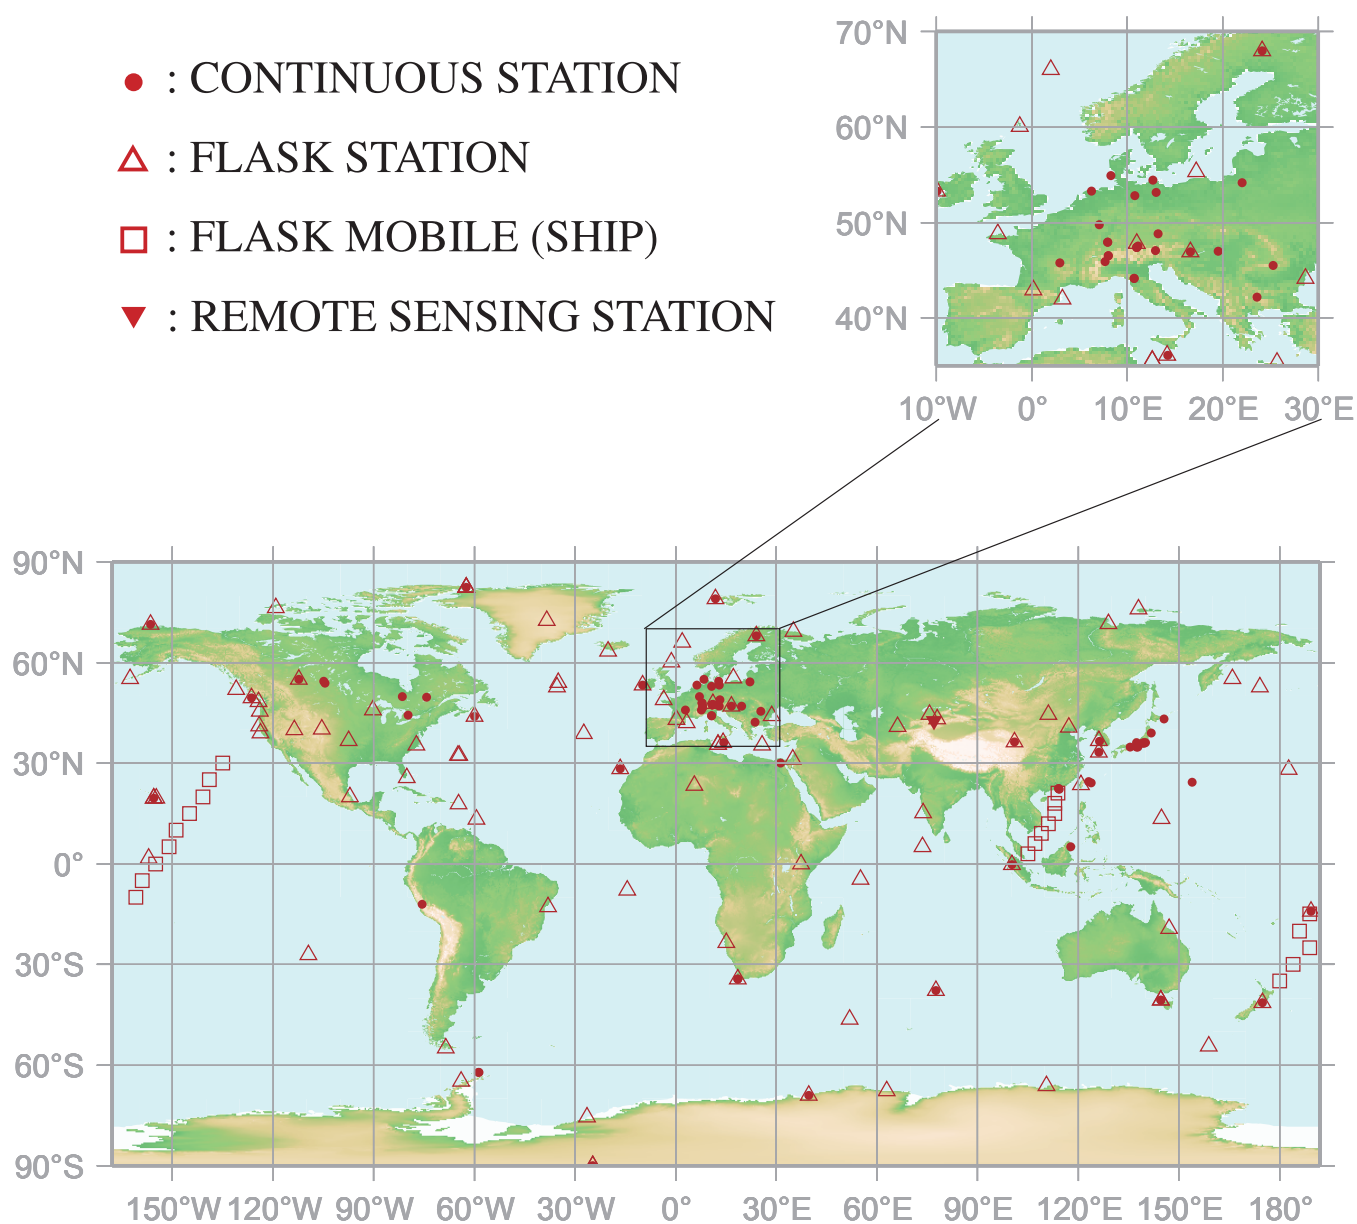 : CONTINUOUS STATION
: FLASK STATION
: FLASK MOBILE (SHIP)
: REMOTE SENSING STATION
70°N
60°N
50°N
40°N
10°W 0° 10°E 20°E 30°E
90°N
60°N
30°N
0°
30°S
60°S
90°S
150°W 120°W 90°W 60°W 30°W 0° 30°E 60°E 90°E 120°E 150°E 180°